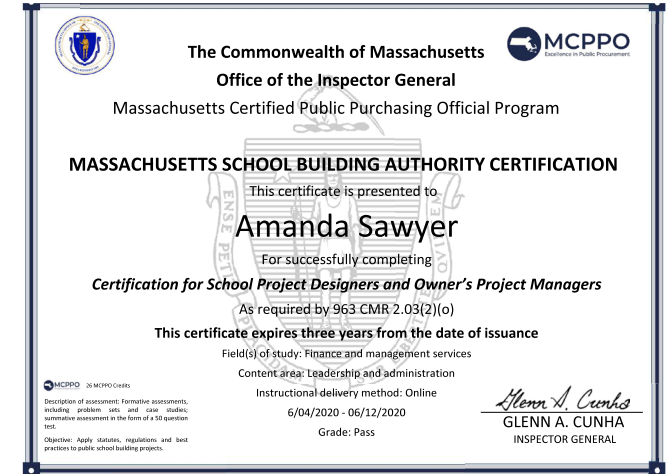 The Commonwealth of Massachusetts
MCPPO
Excellence in Public Procurement
Office of the Inspector General
Massachusetts Certified Public Purchasing Official Program
MASSACHUSETTS SCHOOL BUILDING AUTHORITY CERTIFICATION
This certificate is presented to
Amanda Sawyer
For successfully completing
Certification for School Project Designers and Owner’s Project Managers
As required by 963 CMR 2.03(2)(o)
This certificate expires three years from the date of issuance
Field(s) of study: Finance and management services
Content area: Leadership and administration
Instructional delivery method: Online
6/04/2020 - 06/12/2020
Grade: Pass
MCPPO 26 MCPPO Credits
Description of assessment: Formative assessments,
including problem sets and case studies;
summative assessment in the form of a 50 question
test.
Objective: Apply statutes, regulations and best
practices to public school building projects.
Glenn A. Cunha
GLENN A. CUNHA
INSPECTOR GENERAL
ENSE PETIT
QVIETEM